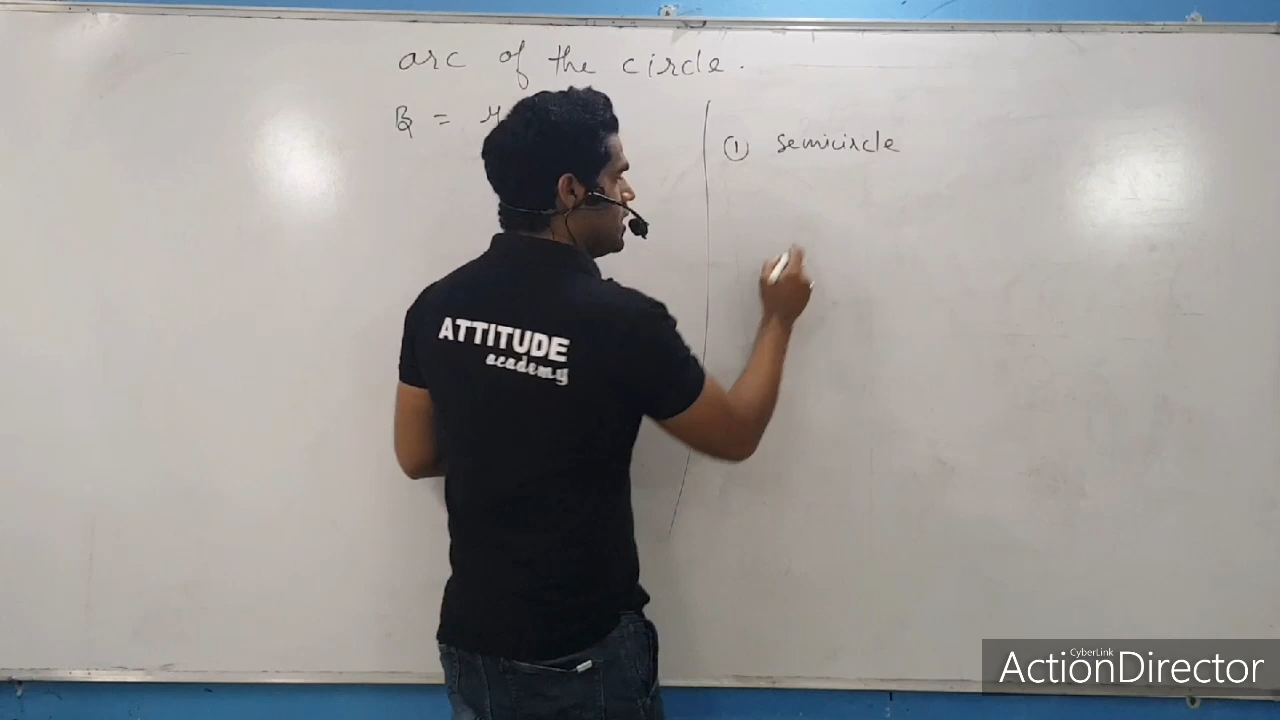 arc of the circle.
B =
① semicircle
ATTITUDE
academy
CyberLink
ActionDirector